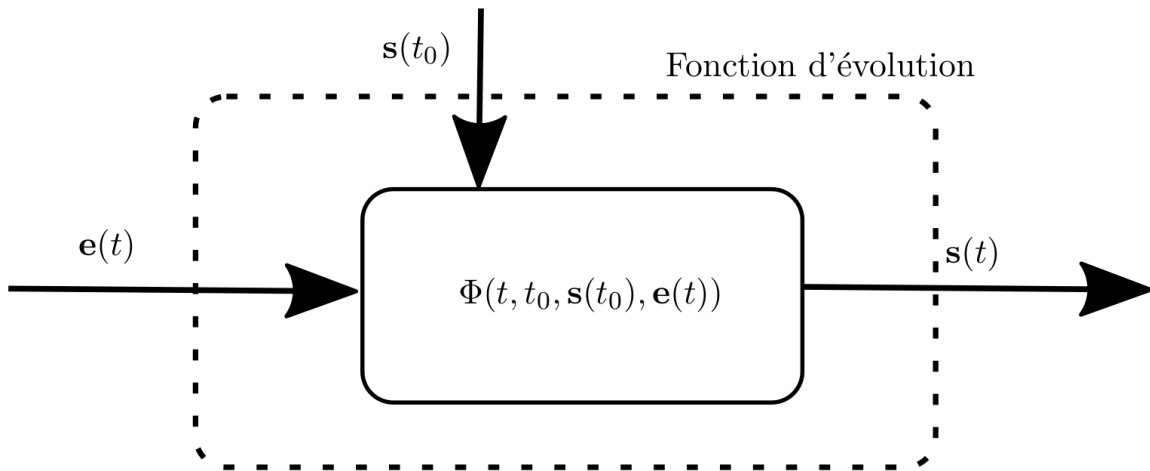 s(t₀)
Fonction d'évolution
e(t)
s(t)
Φ(t, t₀, s(t₀), e(t))